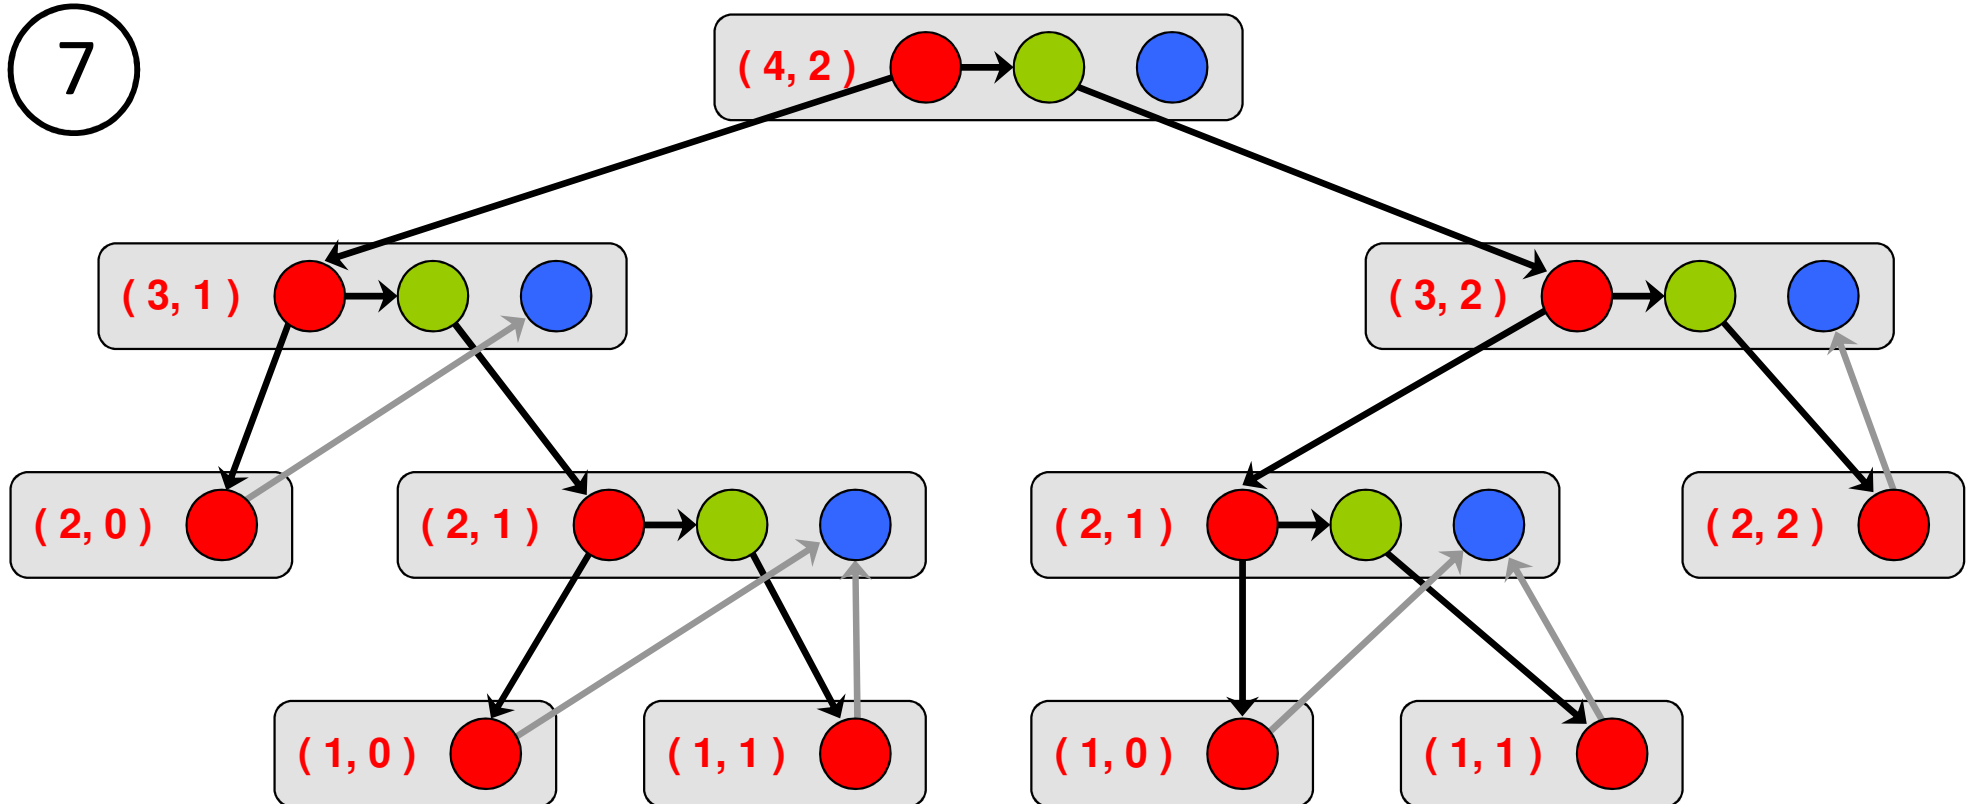 7
( 4, 2 )
( 3, 1 )
( 3, 2 )
( 2, 0 )
( 2, 1 )
( 2, 1 )
( 2, 2 )
( 1, 0 )
( 1, 1 )
( 1, 0 )
( 1, 1 )